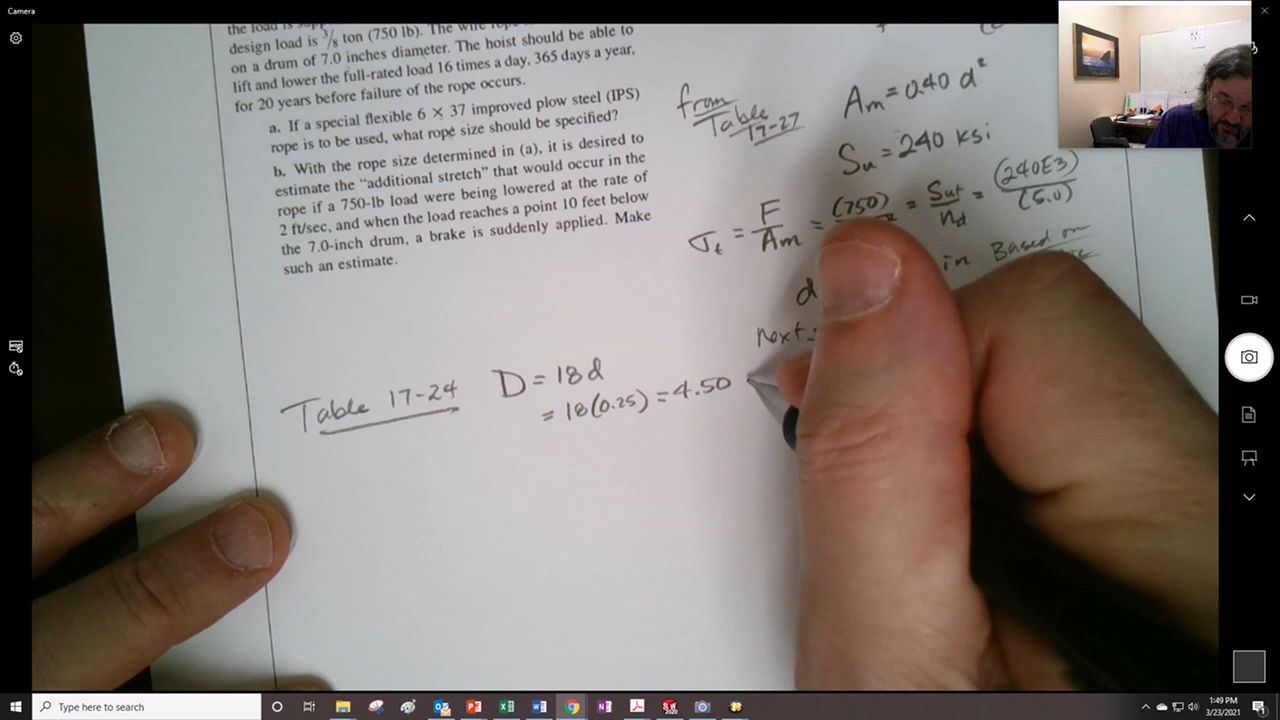 Camera
design load is 3/8 ton (750 lb). The wire
on a drum of 7.0 inches diameter. The hoist should be able to
lift and lower the full-rated load 16 times a day, 365 days a year,
for 20 years before failure of the rope occurs.
a. If a special flexible 6 × 37 improved plow steel (IPS)
rope is to be used, what rope size should be specified?
b. With the rope size determined in (a), it is desired to
estimate the "additional stretch" that would occur in the
rope if a 750-lb load were being lowered at the rate of
2 ft/sec, and when the load reaches a point 10 feet below
the 7.0-inch drum, a brake is suddenly applied. Make
such an estimate.
from
Table
17-27
Am = 0.40 d²
Su = 240 ksi
σt = F/Am = (750) = Sut/nd = (240E3)/(5.0)
d in Based on
next:
Table 17-24 D = 18d
= 18(0.25) = 4.50
Type here to search
1:49 PM
3/23/2021